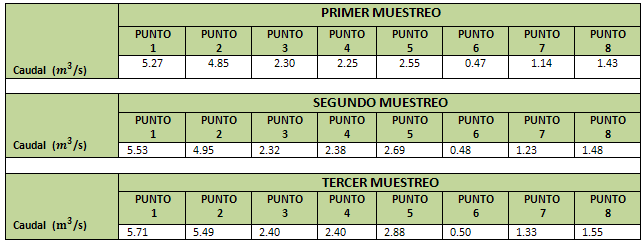 PRIMER MUESTREO
PUNTO 1 PUNTO 2 PUNTO 3 PUNTO 4 PUNTO 5 PUNTO 6 PUNTO 7 PUNTO 8
Caudal (m³/s) 5.27 4.85 2.30 2.25 2.55 0.47 1.14 1.43
SEGUNDO MUESTREO
PUNTO 1 PUNTO 2 PUNTO 3 PUNTO 4 PUNTO 5 PUNTO 6 PUNTO 7 PUNTO 8
Caudal (m³/s) 5.53 4.95 2.32 2.38 2.69 0.48 1.23 1.48
TERCER MUESTREO
PUNTO 1 PUNTO 2 PUNTO 3 PUNTO 4 PUNTO 5 PUNTO 6 PUNTO 7 PUNTO 8
Caudal (m³/s) 5.71 5.49 2.40 2.40 2.88 0.50 1.33 1.55